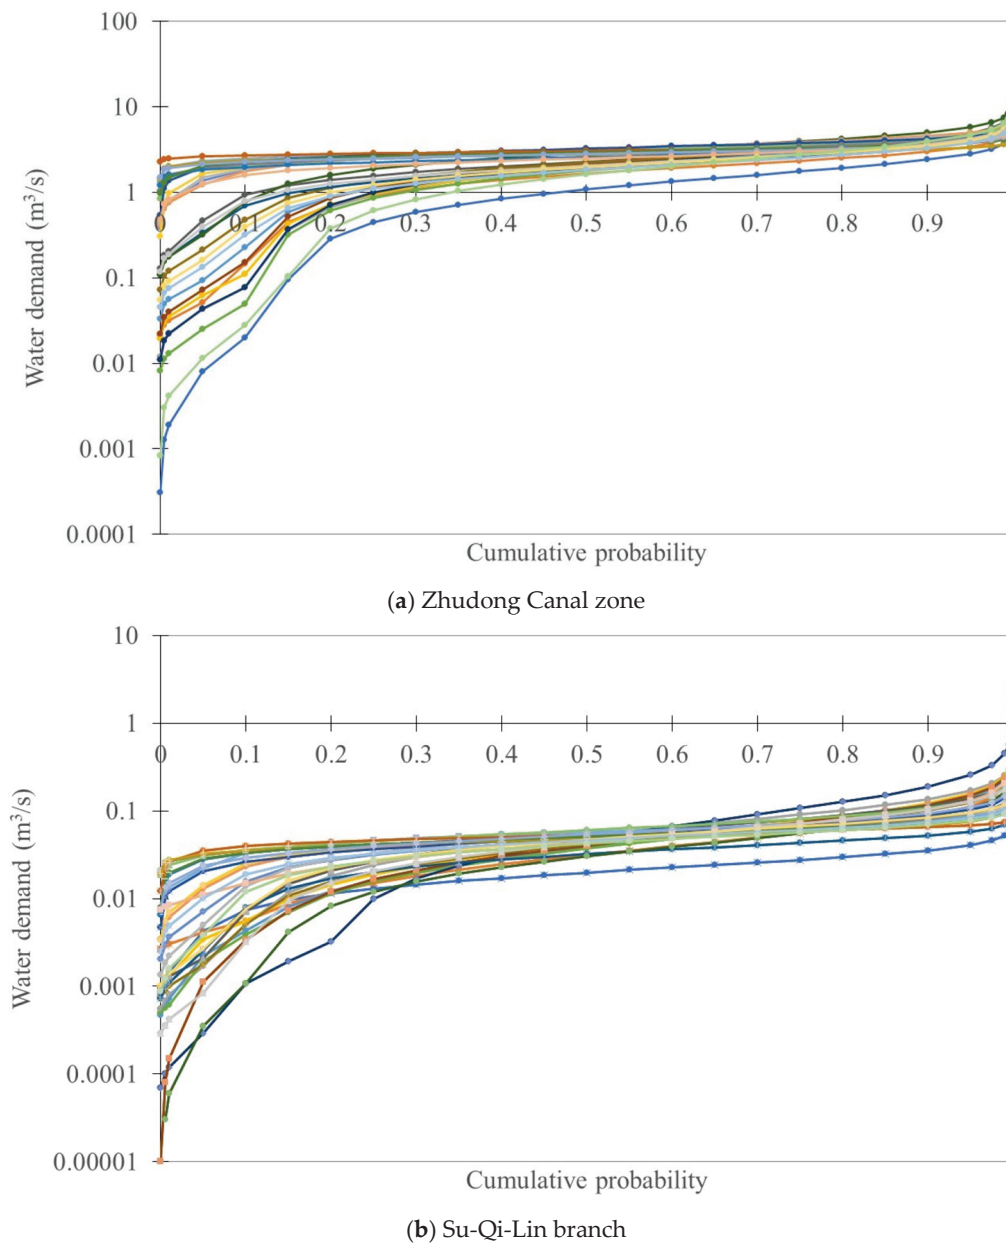 100
10
1
0.1
0.01
0.001
0.0001
0 0.1 0.2 0.3 0.4 0.5 0.6 0.7 0.8 0.9
Water demand (m³/s)
Cumulative probability
(a) Zhudong Canal zone
10
1
0.1
0.01
0.001
0.0001
0.00001
0 0.1 0.2 0.3 0.4 0.5 0.6 0.7 0.8 0.9
Water demand (m³/s)
Cumulative probability
(b) Su-Qi-Lin branch